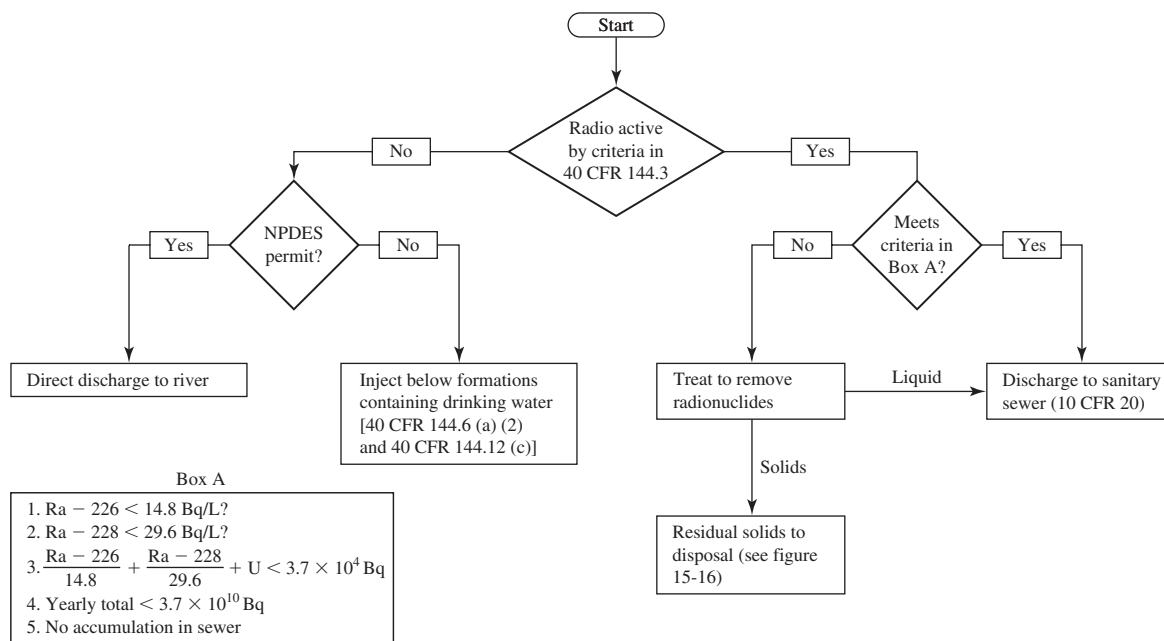 Start
Radio active
by criteria in
40 CFR 144.3
No
Yes
NPDES
permit?
Yes
No
Meets
criteria in
Box A?
No
Yes
Direct discharge to river
Inject below formations
containing drinking water
[40 CFR 144.6 (a) (2)
and 40 CFR 144.12 (c)]
Treat to remove
radionuclides
Liquid
Discharge to sanitary
sewer (10 CFR 20)
Solids
Residual solids to
disposal (see figure
15-16)
Box A
1. Ra − 226 < 14.8 Bq/L?
2. Ra − 228 < 29.6 Bq/L?
3. Ra − 226 / 14.8 + Ra − 228 / 29.6 + U < 3.7 × 10⁴ Bq
4. Yearly total < 3.7 × 10¹⁰ Bq
5. No accumulation in sewer